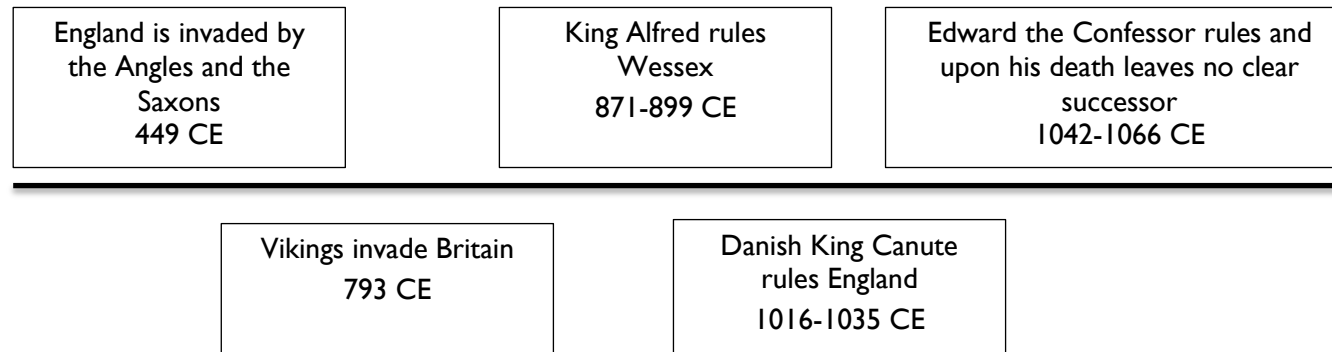 England is invaded by
the Angles and the
Saxons
449 CE
King Alfred rules
Wessex
871-899 CE
Edward the Confessor rules and
upon his death leaves no clear
successor
1042-1066 CE
Vikings invade Britain
793 CE
Danish King Canute
rules England
1016-1035 CE